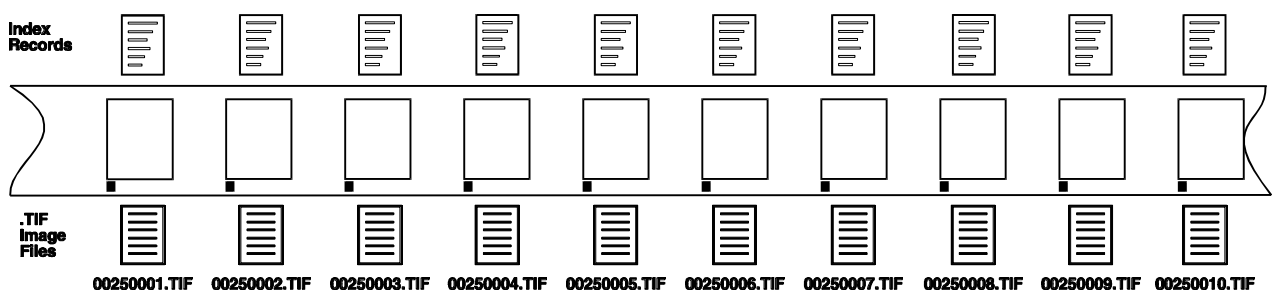 Index
Records
.TIF
Image
Files
00250001.TIF 00250002.TIF 00250003.TIF 00250004.TIF 00250005.TIF 00250006.TIF 00250007.TIF 00250008.TIF 00250009.TIF 00250010.TIF